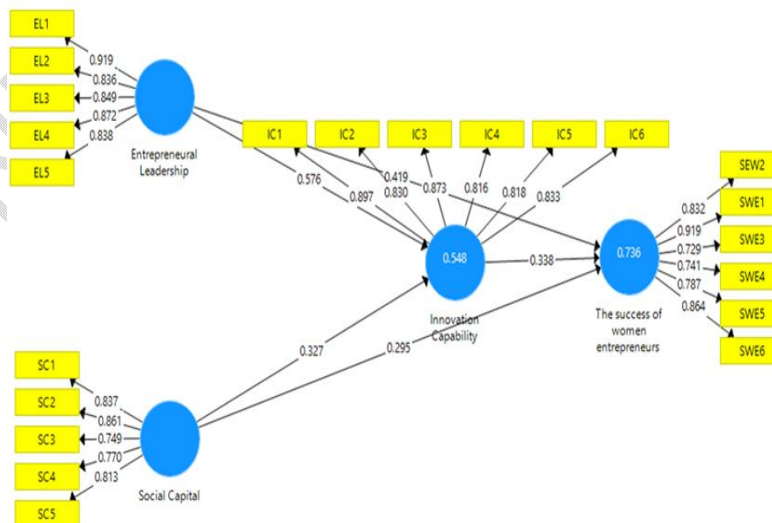 EL1
EL2
EL3
EL4
EL5
0.919
0.836
0.849
0.872
0.838
Entrepreneural
Leadership
IC1
IC2
IC3
IC4
IC5
IC6
0.576
0.897
0.830
0.419
0.873
0.816
0.818
0.833
0.548
Innovation
Capability
0.338
0.327
0.295
SEW2
SWE1
SWE3
SWE4
SWE5
SWE6
0.832
0.919
0.729
0.741
0.787
0.864
0.736
The success of
women
entrepreneurs
SC1
SC2
SC3
SC4
SC5
0.837
0.861
0.749
0.770
0.813
Social Capital